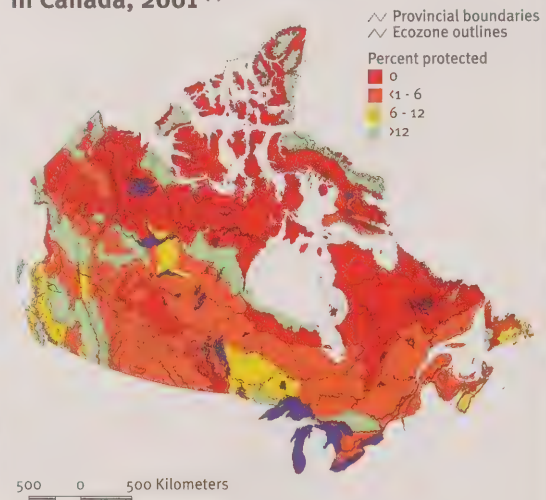 in Canada, 2001
Provincial boundaries
Ecozone outlines
Percent protected
0
<1 - 6
6 - 12
>12
500 0 500 Kilometers